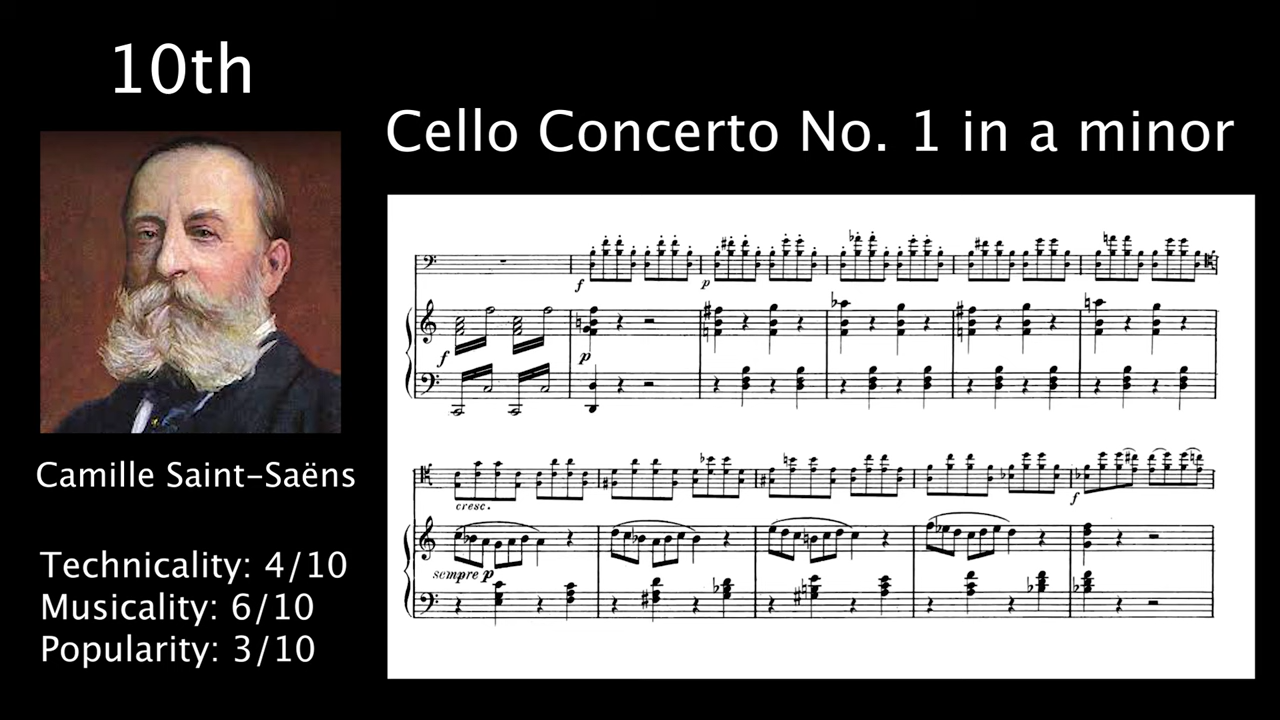 10th
Cello Concerto No. 1 in a minor
Camille Saint-Saëns
Technicality: 4/10
Musicality: 6/10
Popularity: 3/10
f
p
f
p
cresc.
f
sempre p